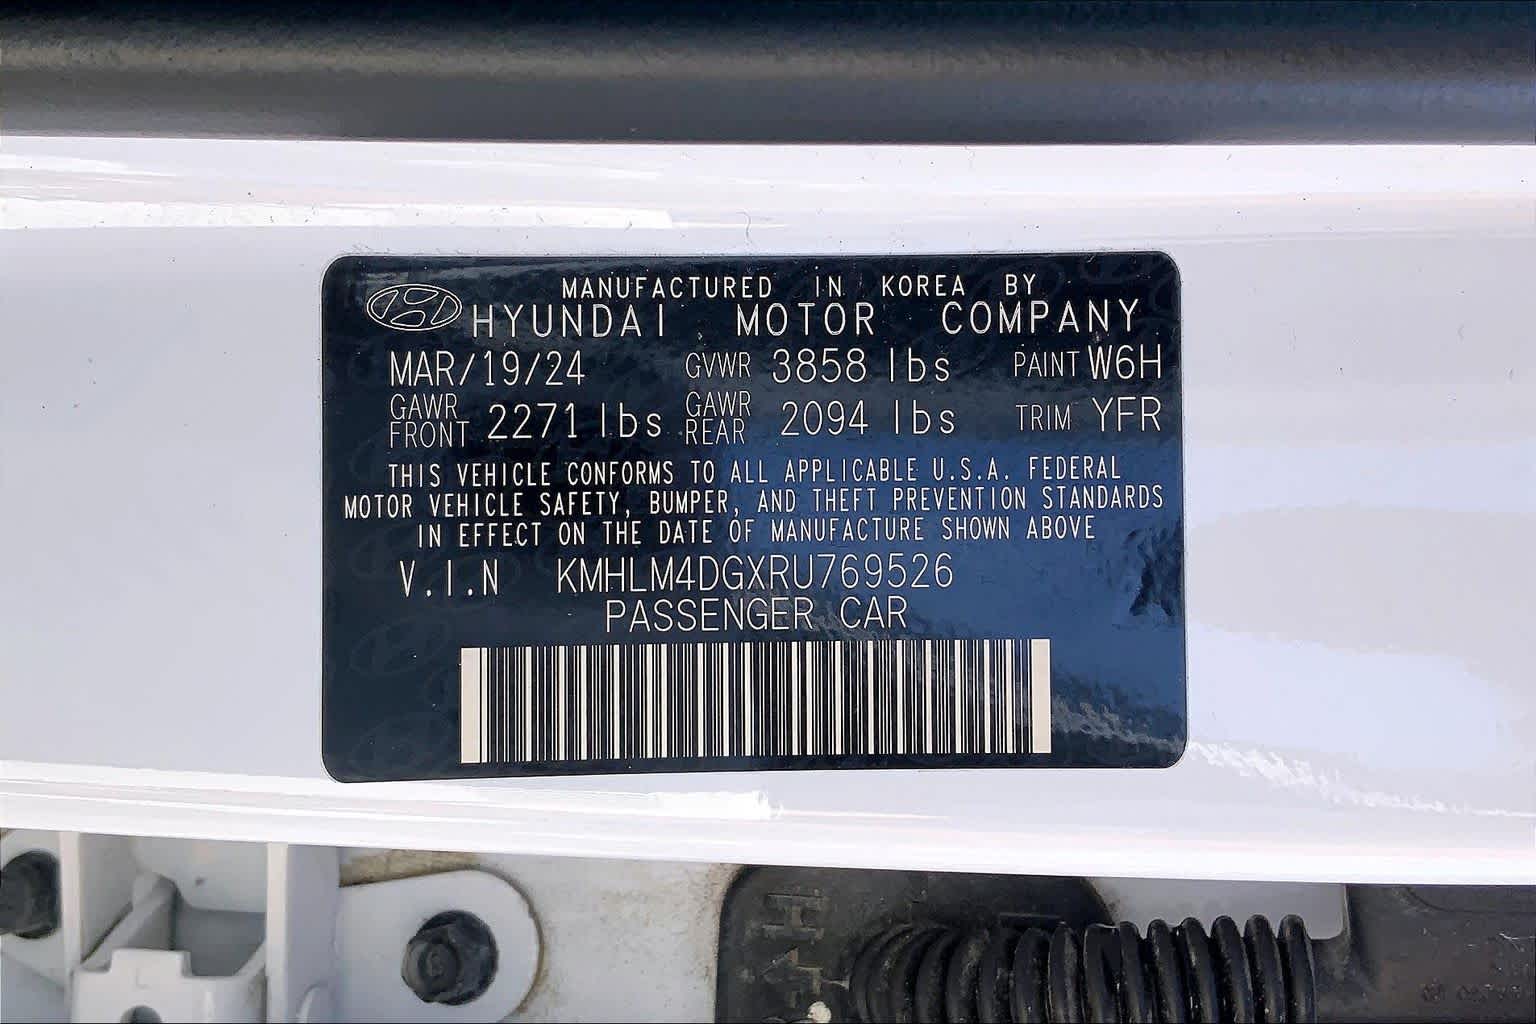 MANUFACTURED IN KOREA BY
HYUNDAI MOTOR COMPANY
MAR/19/24 GVWR 3858 lbs PAINT W6H
GAWR FRONT 2271 lbs GAWR REAR 2094 lbs TRIM YFR
THIS VEHICLE CONFORMS TO ALL APPLICABLE U.S.A. FEDERAL
MOTOR VEHICLE SAFETY, BUMPER, AND THEFT PREVENTION STANDARDS
IN EFFECT ON THE DATE OF MANUFACTURE SHOWN ABOVE
V.I.N KMHLM4DGXRU769526
PASSENGER CAR